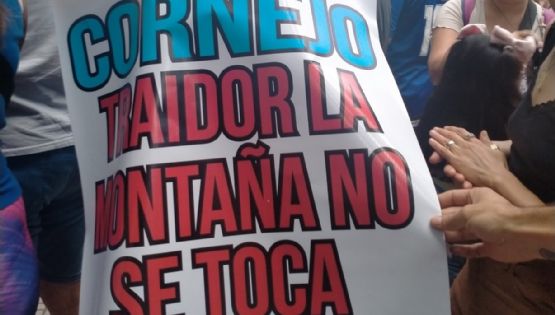 CORNEJO
TRAIDOR LA
MONTAÑA NO
SE TOCA